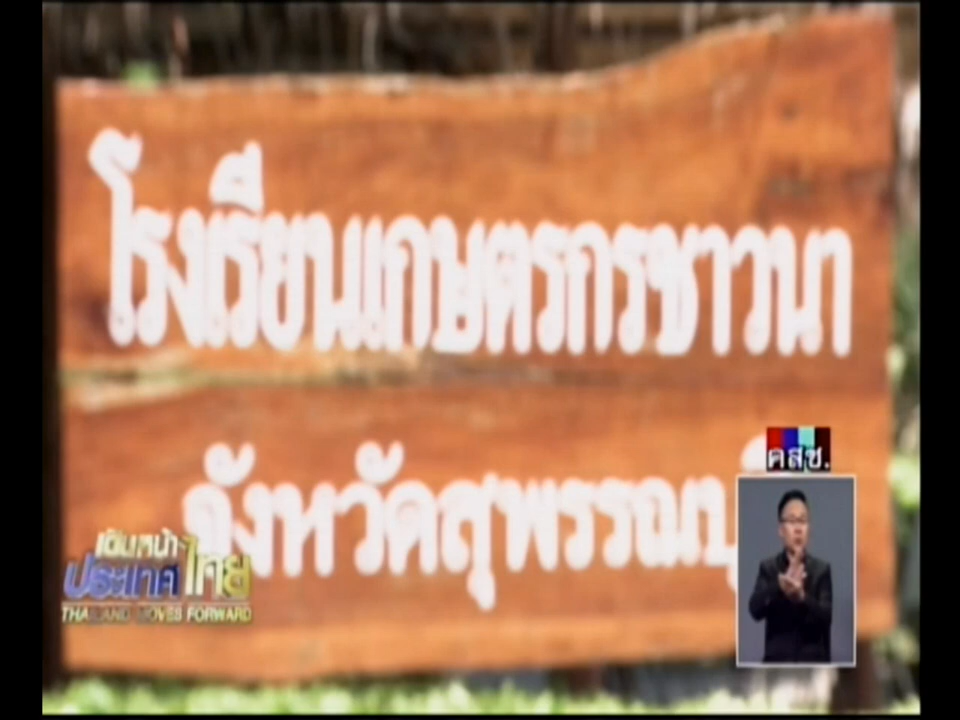 โรงเรียนเกษตรกรชาวนา
จังหวัดสุพรรณบุ
คสช.
เดินหน้า
ประเทศไทย
THAILAND MOVES FORWARD